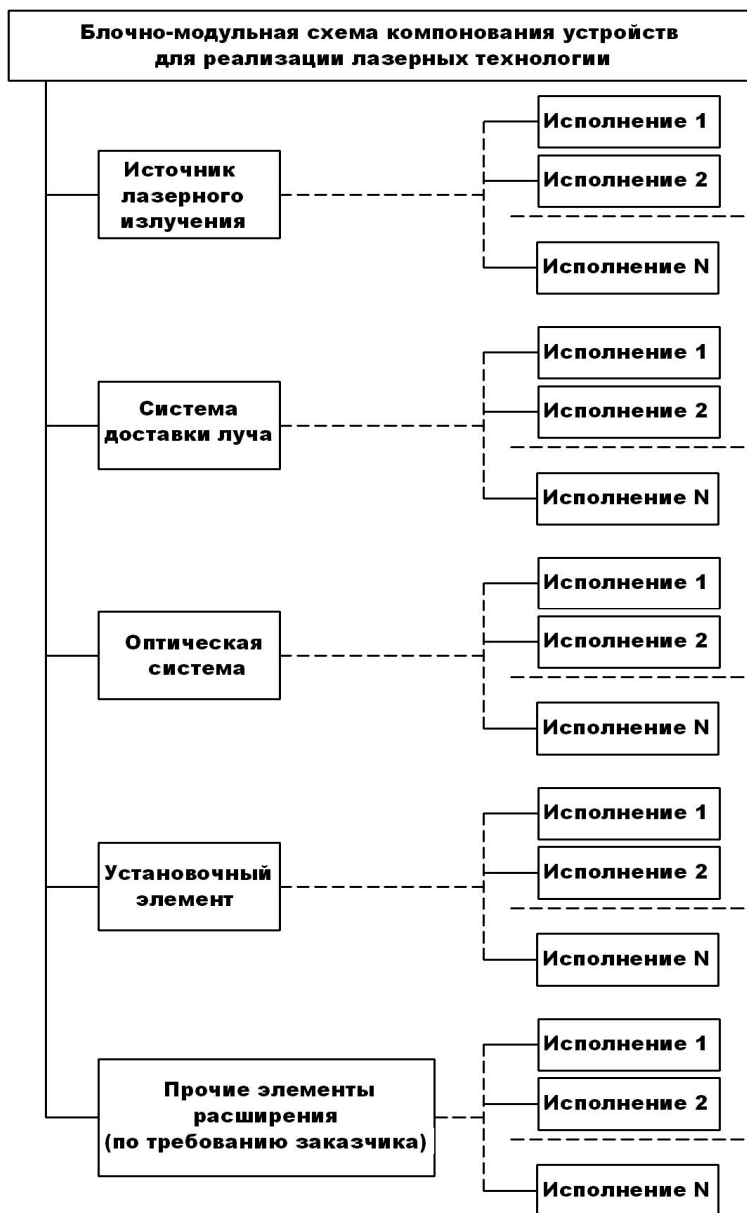 Блочно-модульная схема компонования устройств
для реализации лазерных технологии
Источник
лазерного
излучения
Исполнение 1
Исполнение 2
Исполнение N
Система
доставки луча
Исполнение 1
Исполнение 2
Исполнение N
Оптическая
система
Исполнение 1
Исполнение 2
Исполнение N
Установочный
элемент
Исполнение 1
Исполнение 2
Исполнение N
Прочие элементы
расширения
(по требованию заказчика)
Исполнение 1
Исполнение 2
Исполнение N